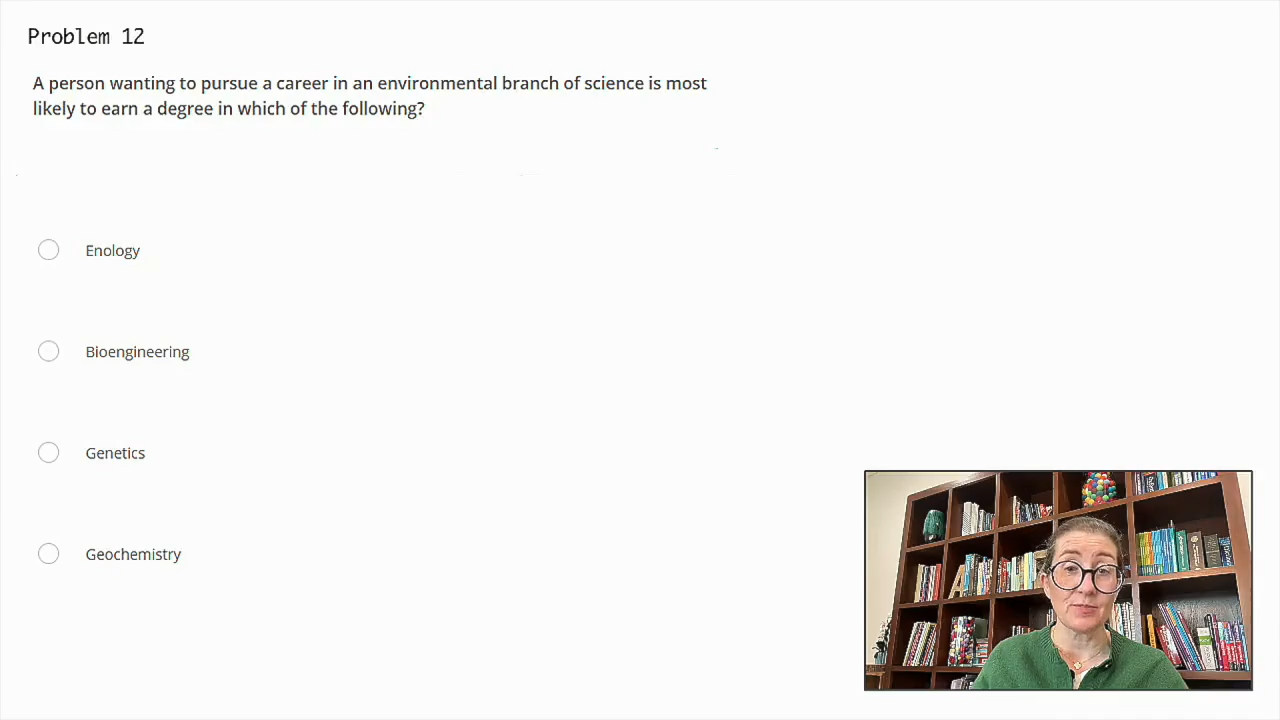 Problem 12
A person wanting to pursue a career in an environmental branch of science is most
likely to earn a degree in which of the following?
Enology
Bioengineering
Genetics
Geochemistry